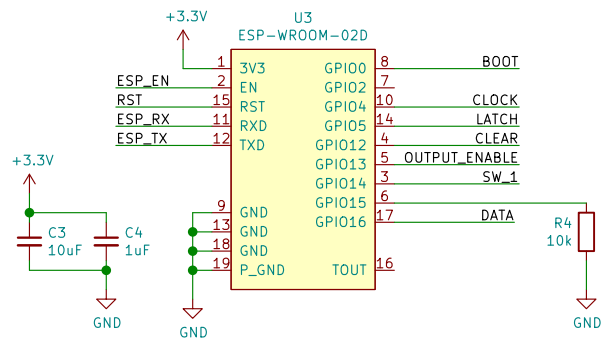 +3.3V
U3
ESP-WROOM-02D
1 3V3 GPIO0 8 BOOT
ESP_EN 2 EN GPIO2 7
RST 15 RST GPIO4 10 CLOCK
ESP_RX 11 RXD GPIO5 14 LATCH
ESP_TX 12 TXD GPIO12 4 CLEAR
GPIO13 5 OUTPUT_ENABLE
+3.3V
GPIO14 3 SW_1
GPIO15 6
9 GND GPIO16 17 DATA
13 GND
18 GND
19 P_GND TOUT 16
C3
10uF
C4
1uF
R4
10k
GND
GND
GND